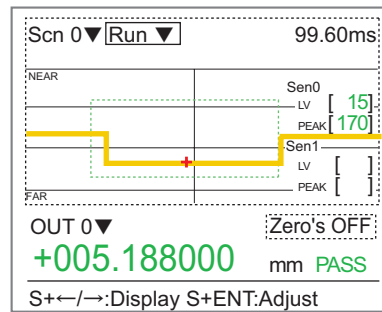 Scn 0▼ Run ▼ 99.60ms
NEAR
Sen0
LV [ 15]
PEAK [ 170]
Sen1
LV [ ]
PEAK [ ]
FAR
OUT 0▼ Zero's OFF
+005.188000 mm PASS
S+←/→:Display S+ENT:Adjust